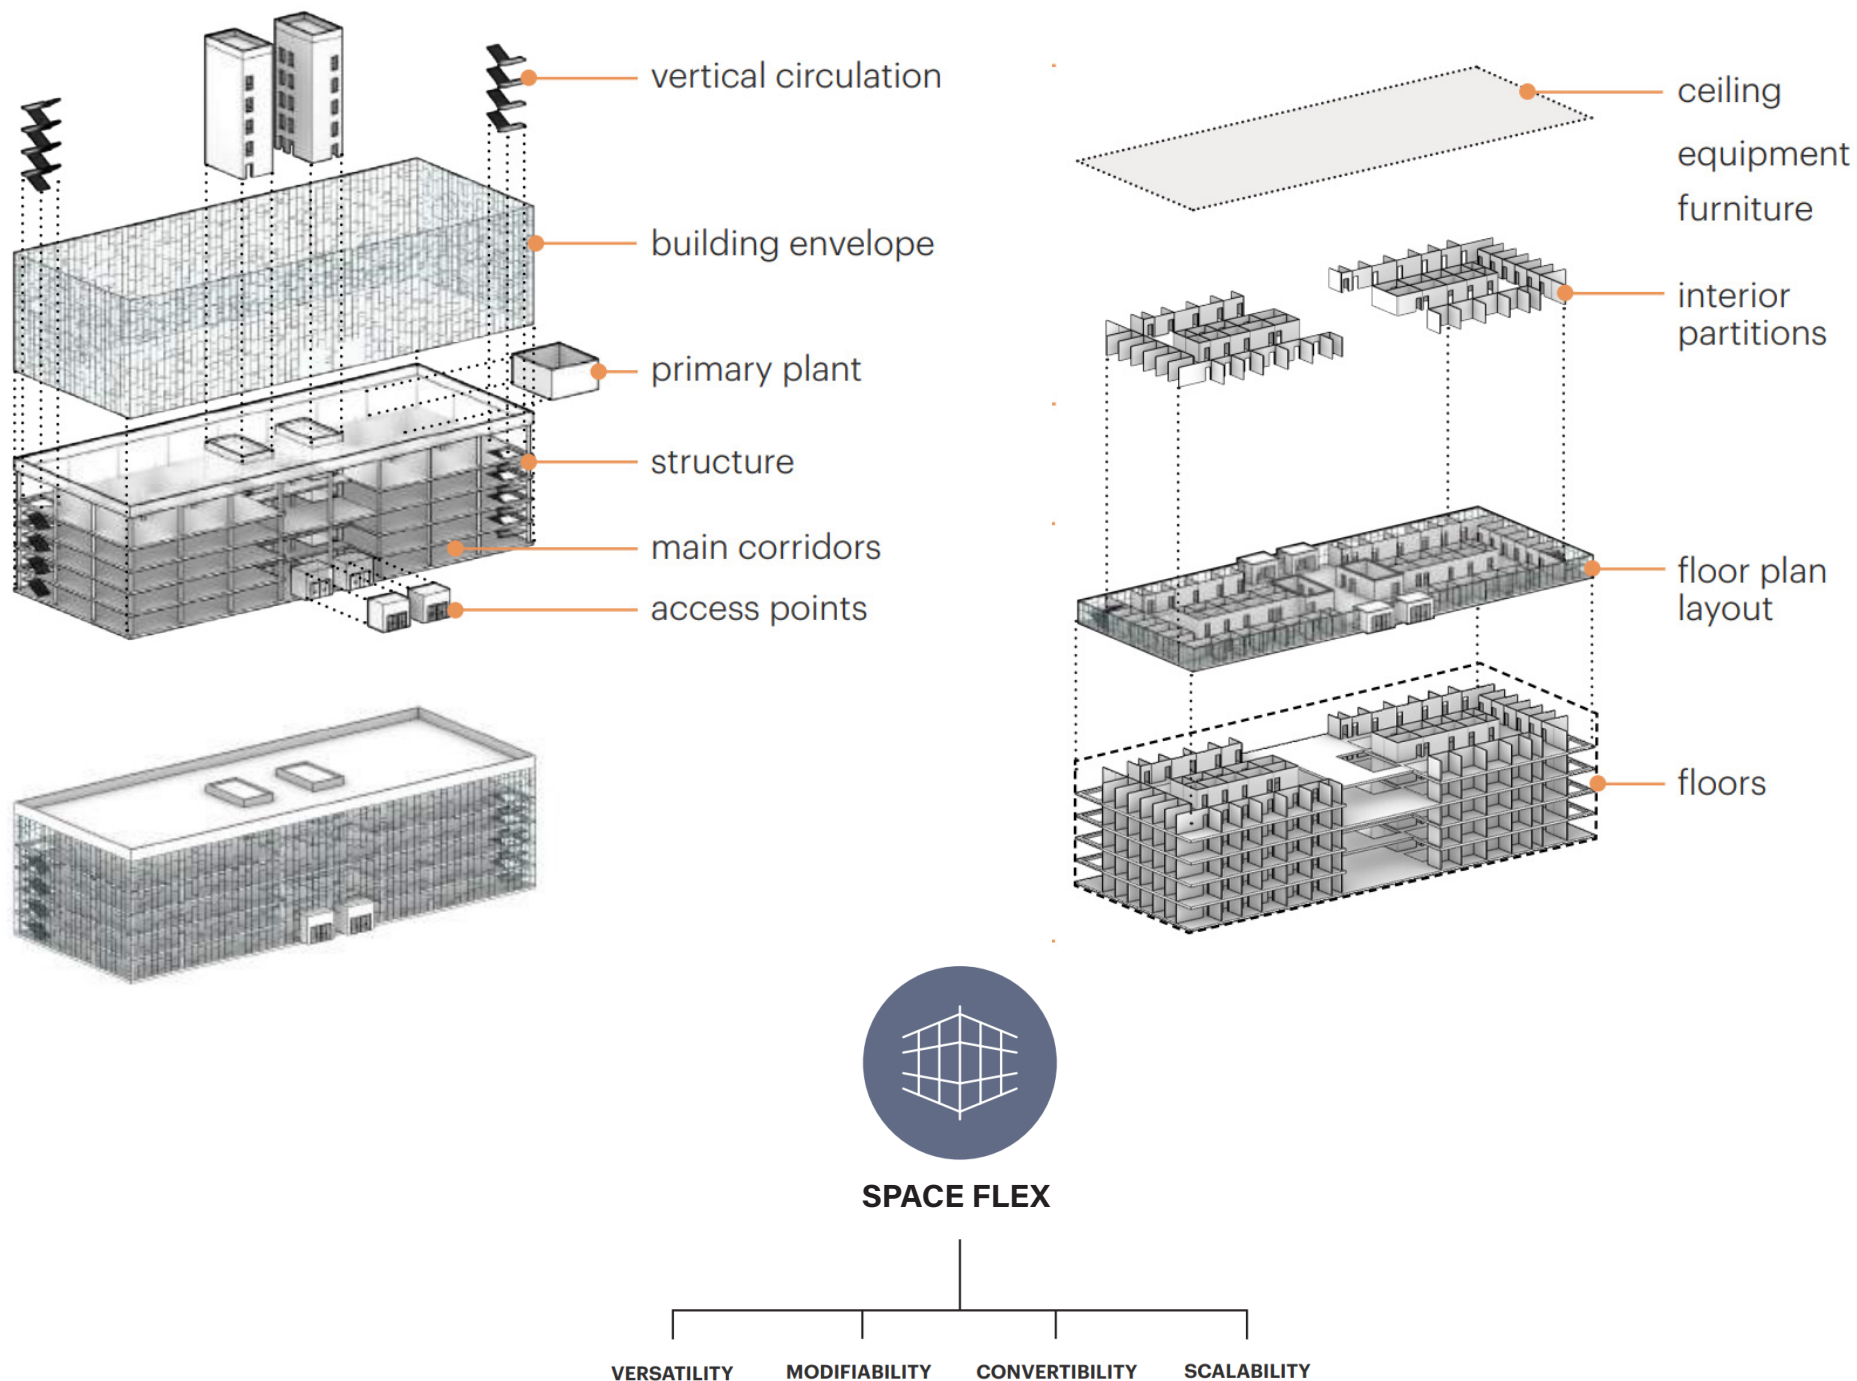 vertical circulation
building envelope
primary plant
structure
main corridors
access points
ceiling
equipment
furniture
interior
partitions
floor plan
layout
floors
SPACE FLEX
VERSATILITY
MODIFIABILITY
CONVERTIBILITY
SCALABILITY